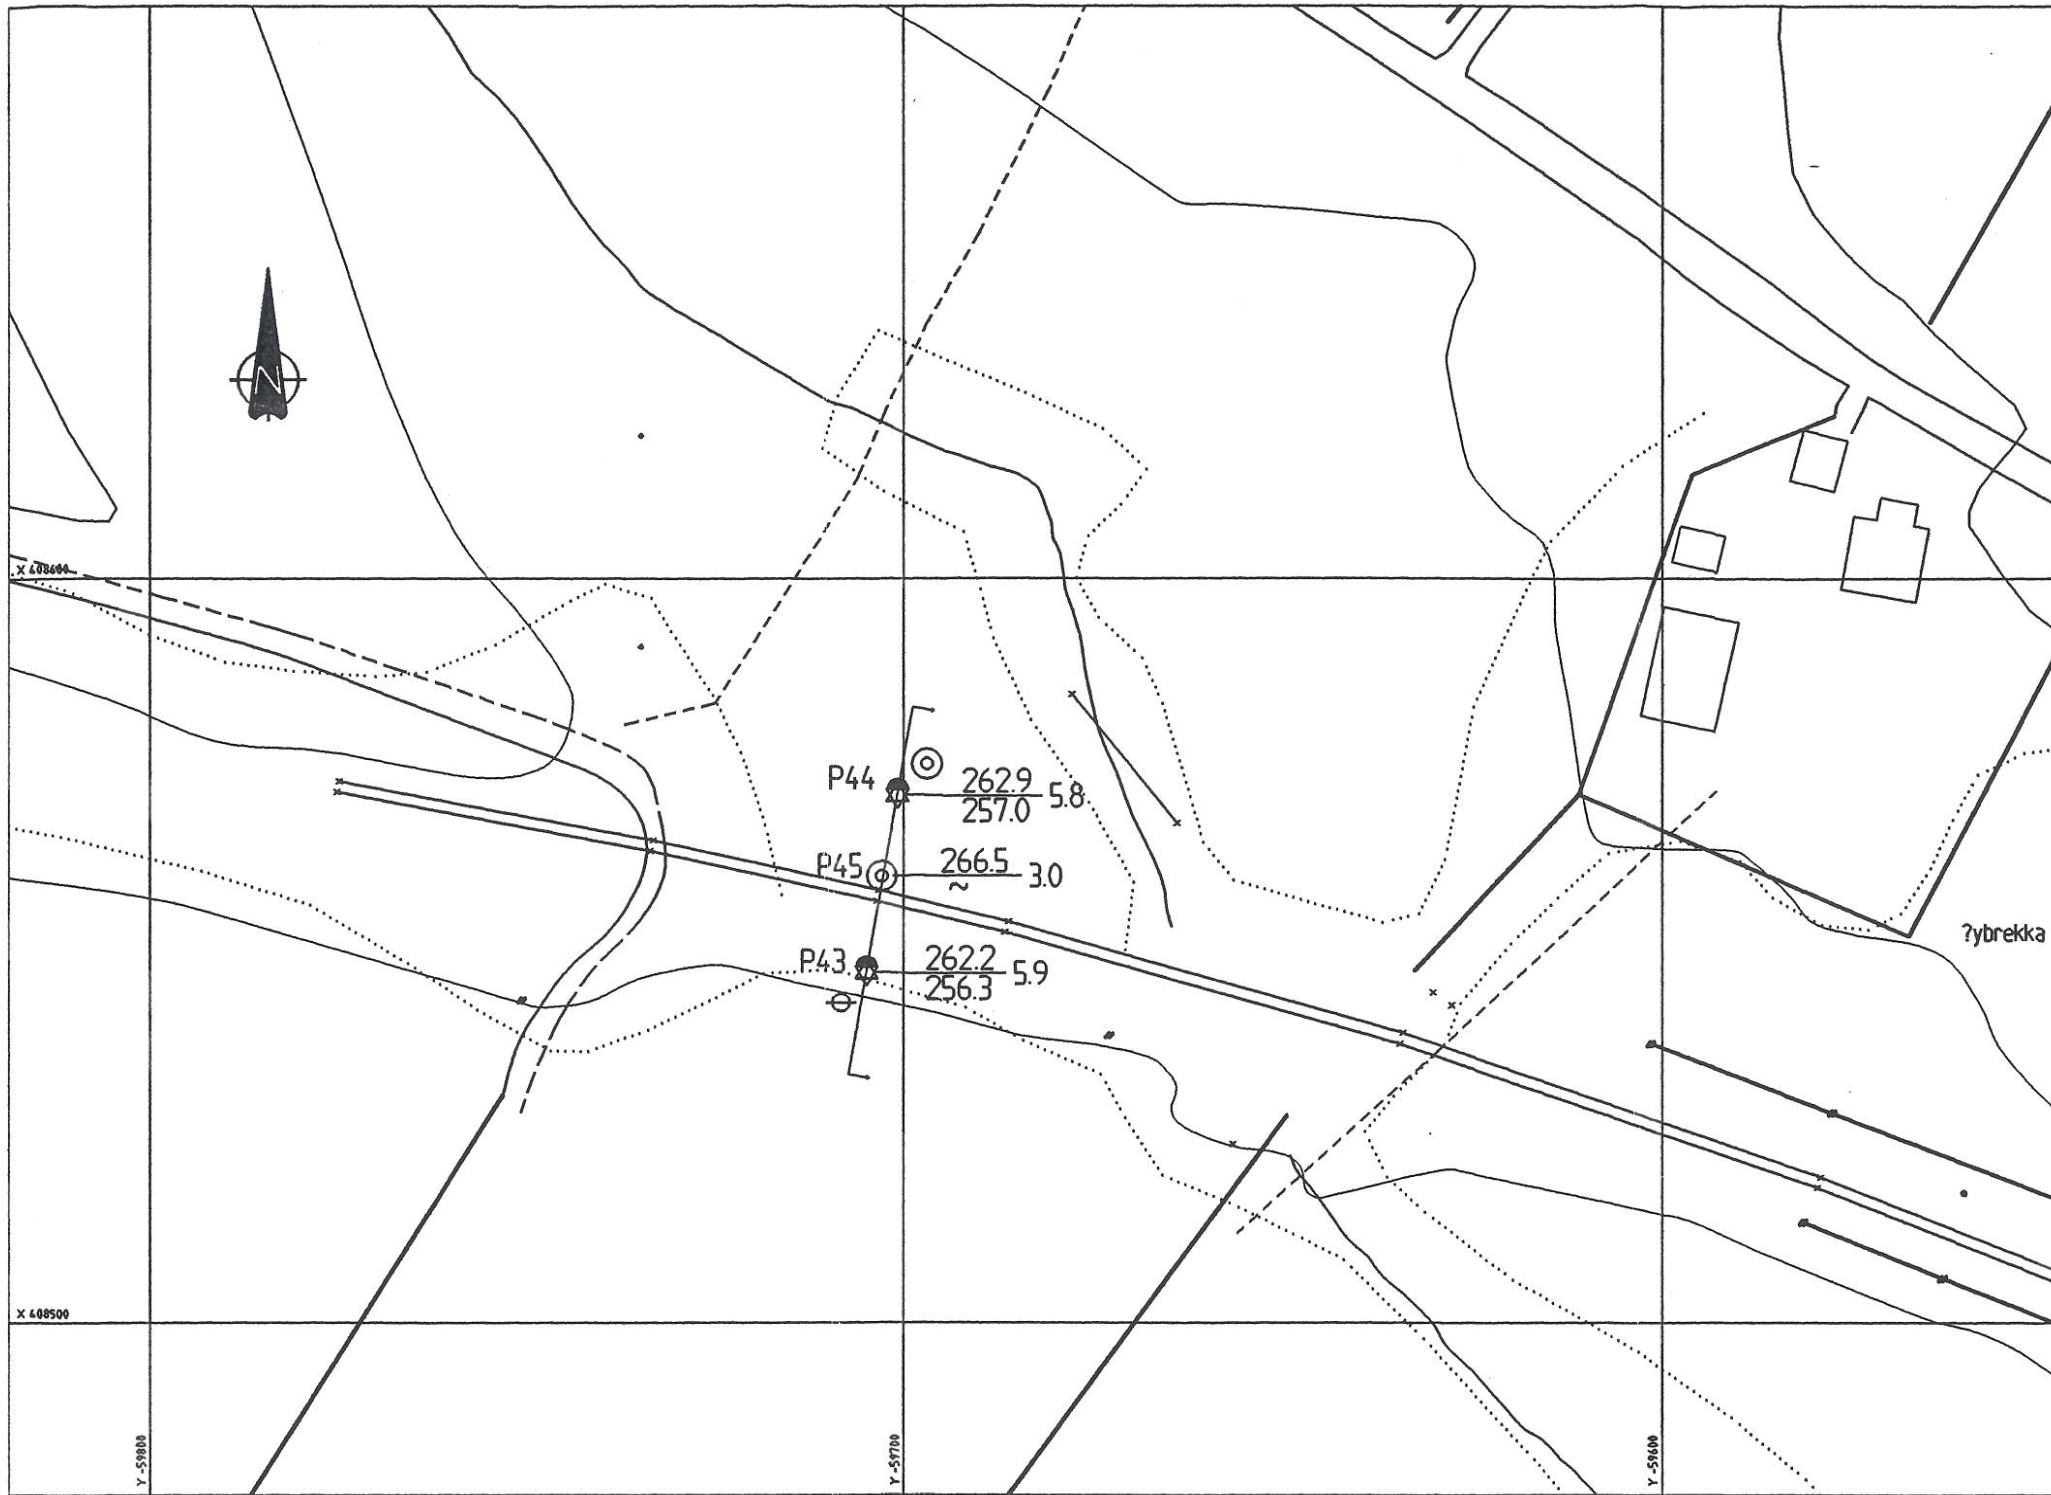 N
X 408600
P44 262.9 5.8
257.0
P45 266.5 3.0
~
P43 262.2 5.9
256.3
?ybrekka
X 408500
Y -59800
Y -59700
Y -59600